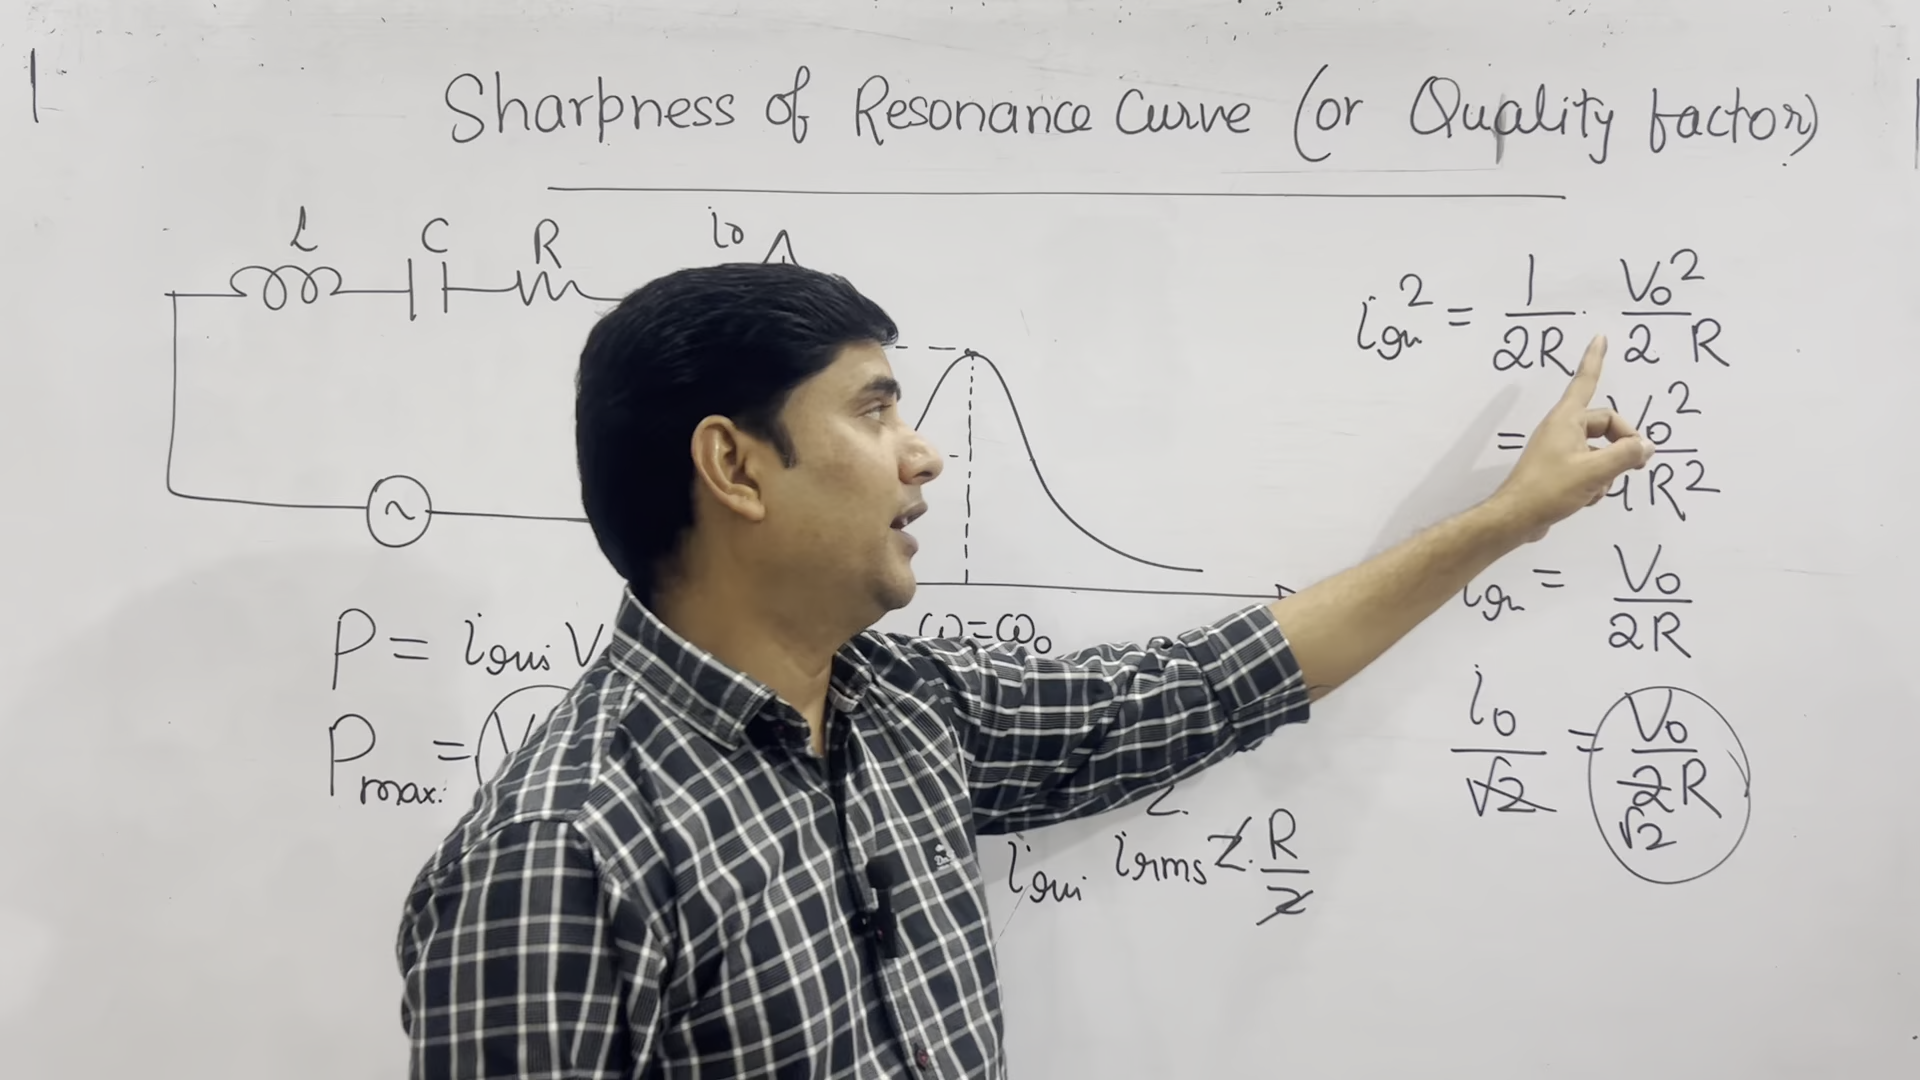 Sharpness of Resonance Curve (or Quality factor)
L C R
i₀
ω=ω₀
P = i_rms V
P_max. = V
2.
i_rms i_rms Z. R/Z
i_rms² = 1/2R · V₀²/2R
= V₀²/4R²
i_rms = V₀/2R
i₀/√2 = V₀/2R
√2